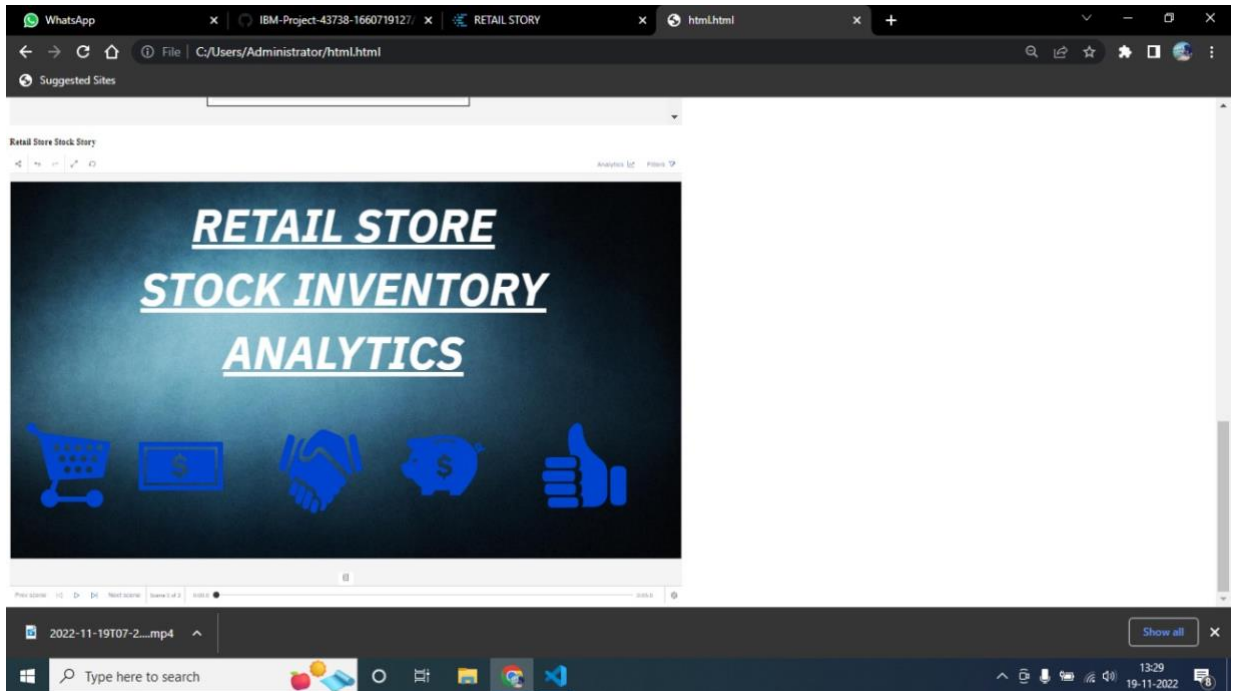 WhatsApp
IBM-Project-43738-1660719127/
RETAIL STORY
html.html
File | C:/Users/Administrator/html.html
Suggested Sites
Retail Store Stock Story
Analytics
Filters
RETAIL STORE
STOCK INVENTORY
ANALYTICS
$
$
Prev scene
Next scene
2022-11-19T07-2....mp4
Show all
Type here to search
13:29
19-11-2022
8